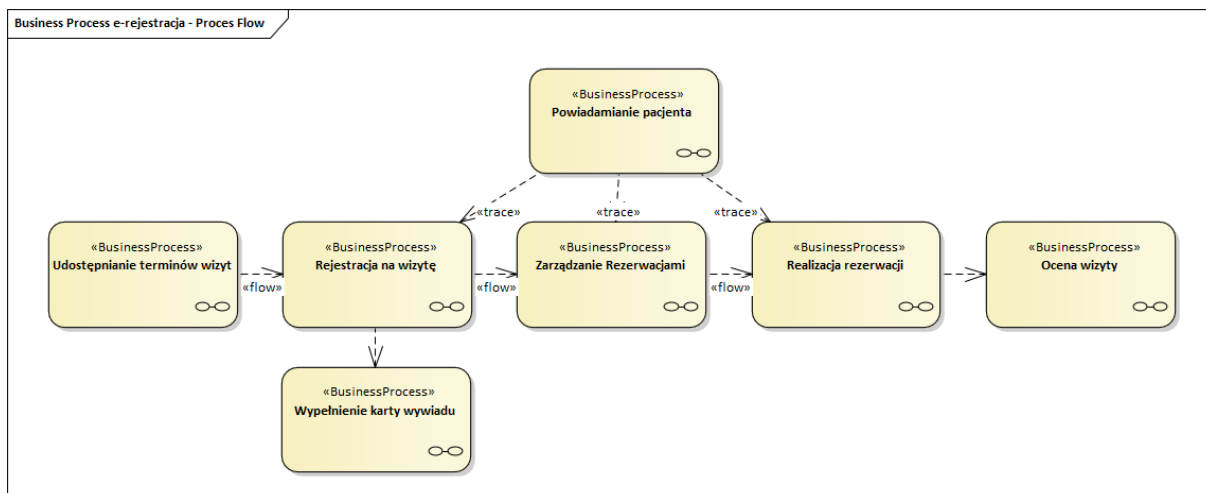 Business Process e-rejestracja - Proces Flow
«BusinessProcess»
Powiadamianie pacjenta
«trace»
«trace»
«trace»
«BusinessProcess»
Udostępnianie terminów wizyt
«flow»
«BusinessProcess»
Rejestracja na wizytę
«flow»
«BusinessProcess»
Zarządzanie Rezerwacjami
«flow»
«BusinessProcess»
Realizacja rezerwacji
«BusinessProcess»
Ocena wizyty
«BusinessProcess»
Wypełnienie karty wywiadu